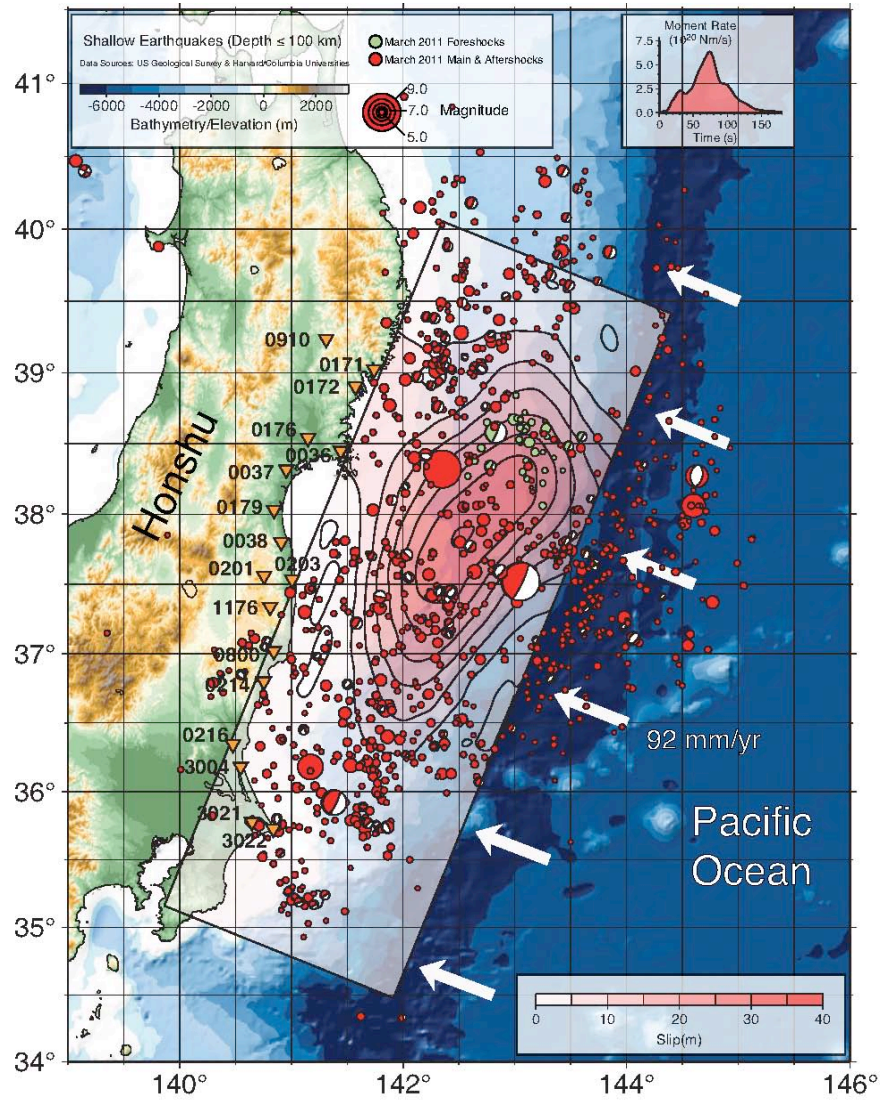 Shallow Earthquakes (Depth ≤ 100 km)
Data Sources: US Geological Survey & Harvard/Columbia Universities
-6000 -4000 -2000 0 2000
Bathymetry/Elevation (m)
March 2011 Foreshocks
March 2011 Main & Aftershocks
9.0
7.0 Magnitude
5.0
Moment Rate
(10²⁰ Nm/s)
7.5
5.0
2.5
0.0
0 50 100 150
Time (s)
41°
40°
39°
38°
37°
36°
35°
34°
0910
0171
0172
0176
0036
0037
0179
0038
0203
0201
1176
0800
0214
0216
3004
3021
3022
Honshu
92 mm/yr
Pacific
Ocean
0 10 20 30 40
Slip(m)
140° 142° 144° 146°